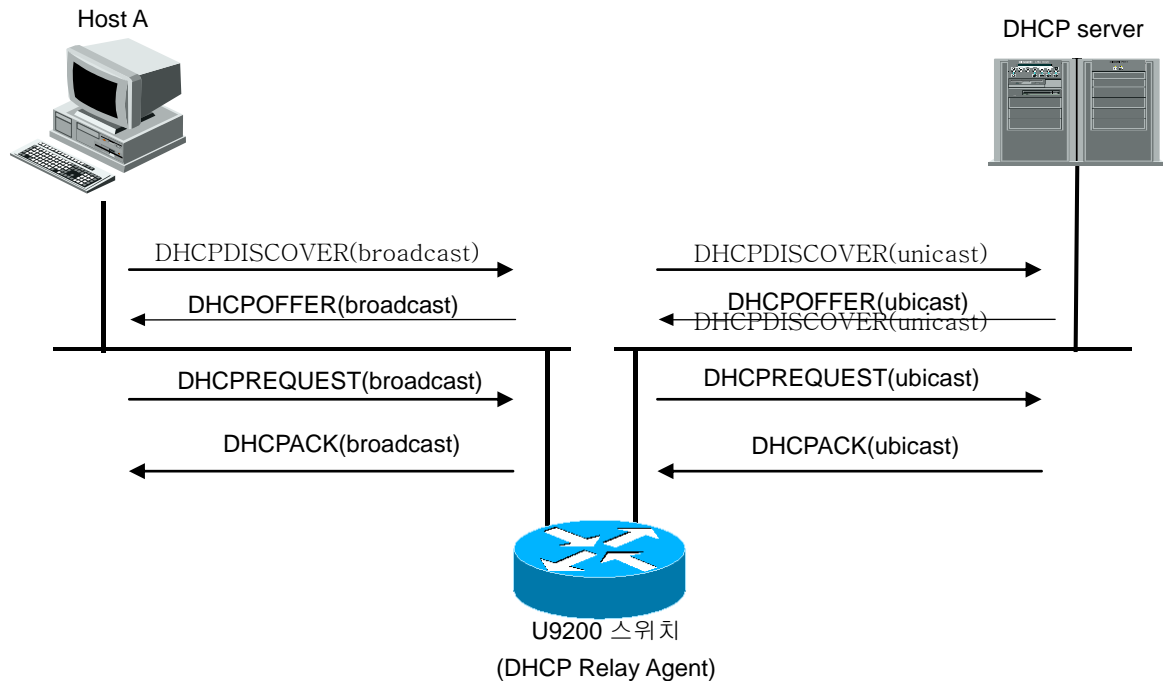 Host A
DHCP server
DHCPDISCOVER(broadcast)
DHCPDISCOVER(unicast)
DHCPOFFER(broadcast)
DHCPOFFER(ubicast)
DHCPDISCOVER(unicast)
DHCPREQUEST(broadcast)
DHCPREQUEST(ubicast)
DHCPACK(broadcast)
DHCPACK(ubicast)
U9200 스위치
(DHCP Relay Agent)